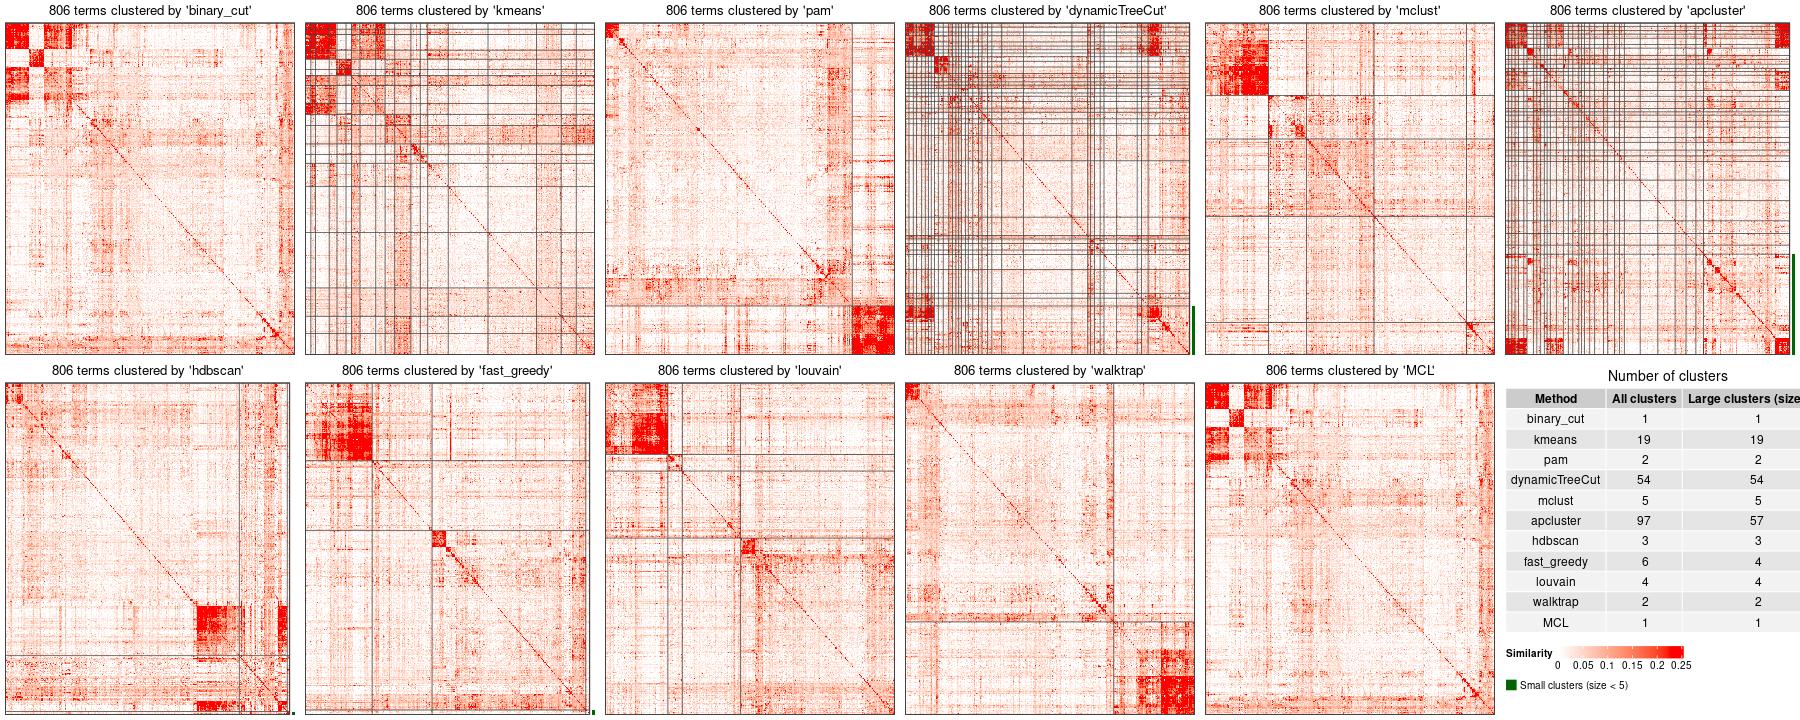 806 terms clustered by 'binary_cut'
806 terms clustered by 'kmeans'
806 terms clustered by 'pam'
806 terms clustered by 'dynamicTreeCut'
806 terms clustered by 'mclust'
806 terms clustered by 'apcluster'
806 terms clustered by 'hdbscan'
806 terms clustered by 'fast_greedy'
806 terms clustered by 'louvain'
806 terms clustered by 'walktrap'
806 terms clustered by 'MCL'
Number of clusters
Method All clusters Large clusters (size
binary_cut 1 1
kmeans 19 19
pam 2 2
dynamicTreeCut 54 54
mclust 5 5
apcluster 97 57
hdbscan 3 3
fast_greedy 6 4
louvain 4 4
walktrap 2 2
MCL 1 1
Similarity
0 0.05 0.1 0.15 0.2 0.25
Small clusters (size < 5)